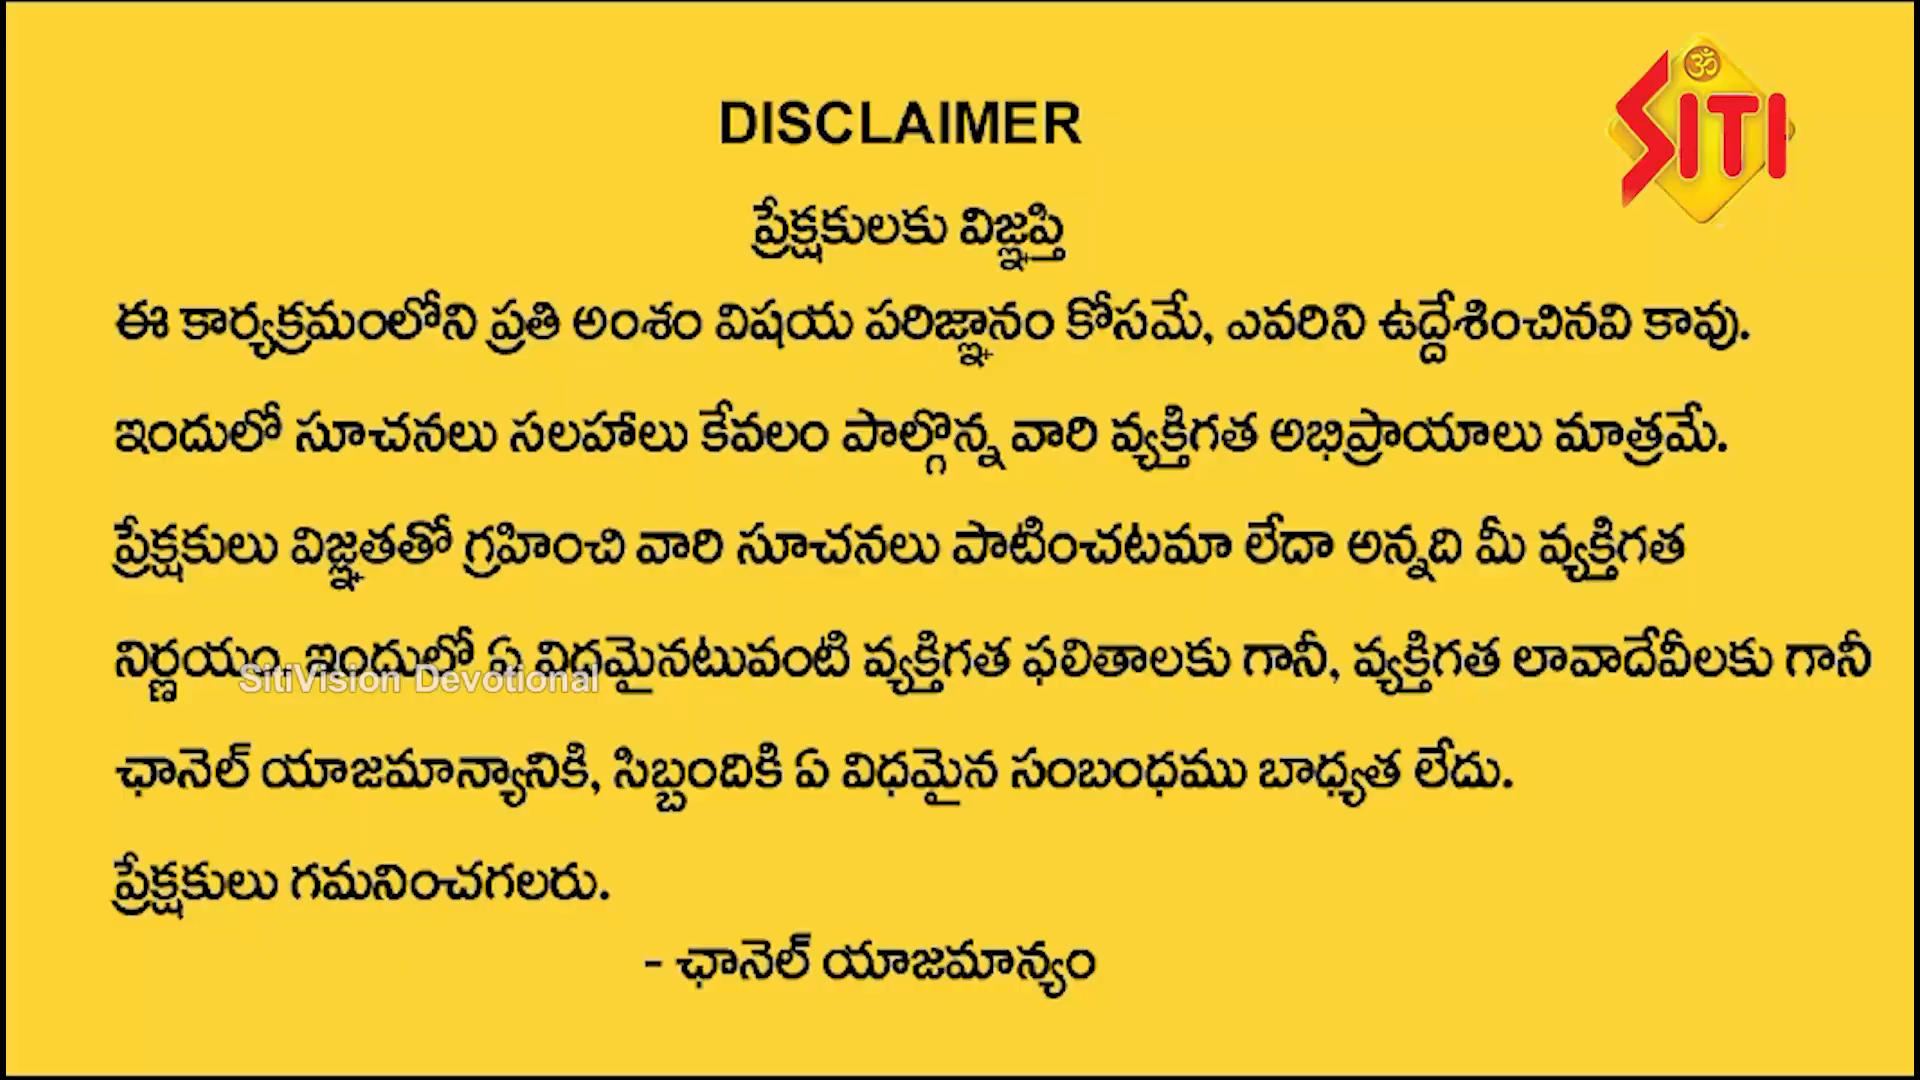 ॐ
SITI
DISCLAIMER
ప్రేక్షకులకు విజ్ఞప్తి
ఈ కార్యక్రమంలోని ప్రతి అంశం విషయ పరిజ్ఞానం కోసమే, ఎవరిని ఉద్దేశించినవి కావు.
ఇందులో సూచనలు సలహాలు కేవలం పాల్గొన్న వారి వ్యక్తిగత అభిప్రాయాలు మాత్రమే.
ప్రేక్షకులు విజ్ఞతతో గ్రహించి వారి సూచనలు పాటించటమా లేదా అన్నది మీ వ్యక్తిగత
నిర్ణయం. ఇందులో ఏ విధమైనటువంటి వ్యక్తిగత ఫలితాలకు గానీ, వ్యక్తిగత లావాదేవీలకు గానీ
SitiVision Devotional
ఛానెల్ యాజమాన్యానికి, సిబ్బందికి ఏ విధమైన సంబంధము బాధ్యత లేదు.
ప్రేక్షకులు గమనించగలరు.
- ఛానెల్ యాజమాన్యం